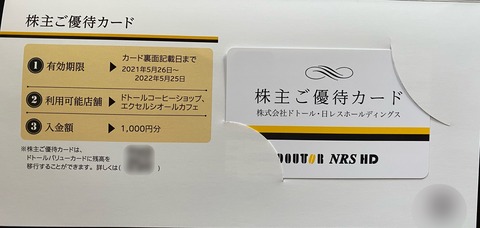 株主ご優待カード
1 有効期限 カード裏面記載日まで
2021年5月26日~
2022年5月25日
2 利用可能店舗 ドトールコーヒーショップ、
エクセルシオールカフェ
3 入金額 1,000円分
※株主ご優待カードは、
ドトールバリューカードに残高を
移行することができます。詳しくは( )
株主ご優待カード
株式会社ドトール・日レスホールディングス
DOUTOR NRS HD